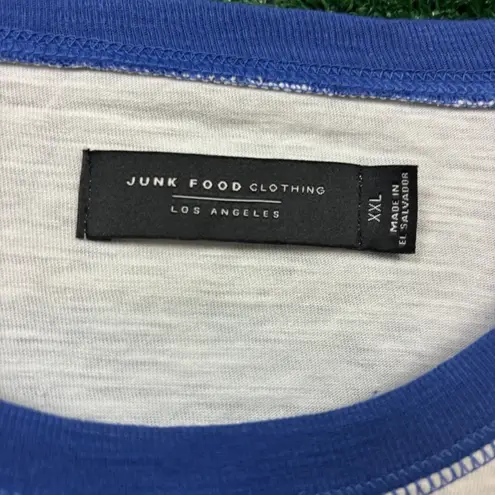 JUNK FOOD CLOTHING
LOS ANGELES
XXL
MADE IN
EL SALVADOR